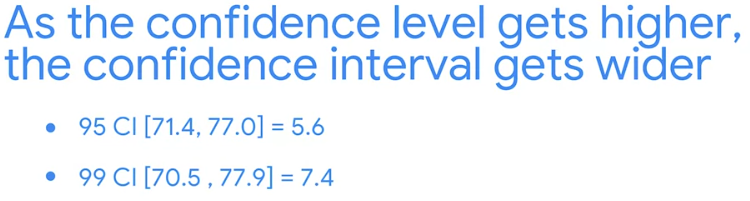 As the confidence level gets higher,
the confidence interval gets wider
• 95 CI [71.4, 77.0] = 5.6
• 99 CI [70.5 , 77.9] = 7.4